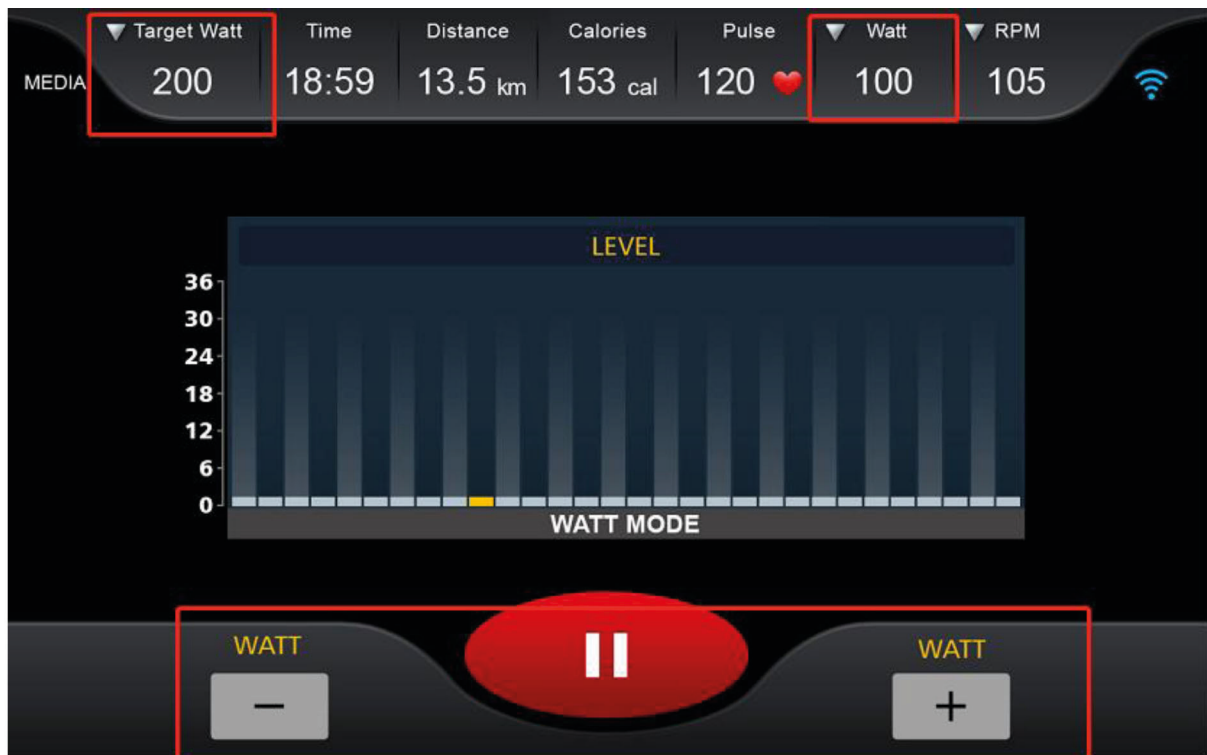 Target Watt Time Distance Calories Pulse Watt RPM
MEDIA 200 18:59 13.5 km 153 cal 120 100 105
LEVEL
36
30
24
18
12
6
0
WATT MODE
WATT WATT
− +